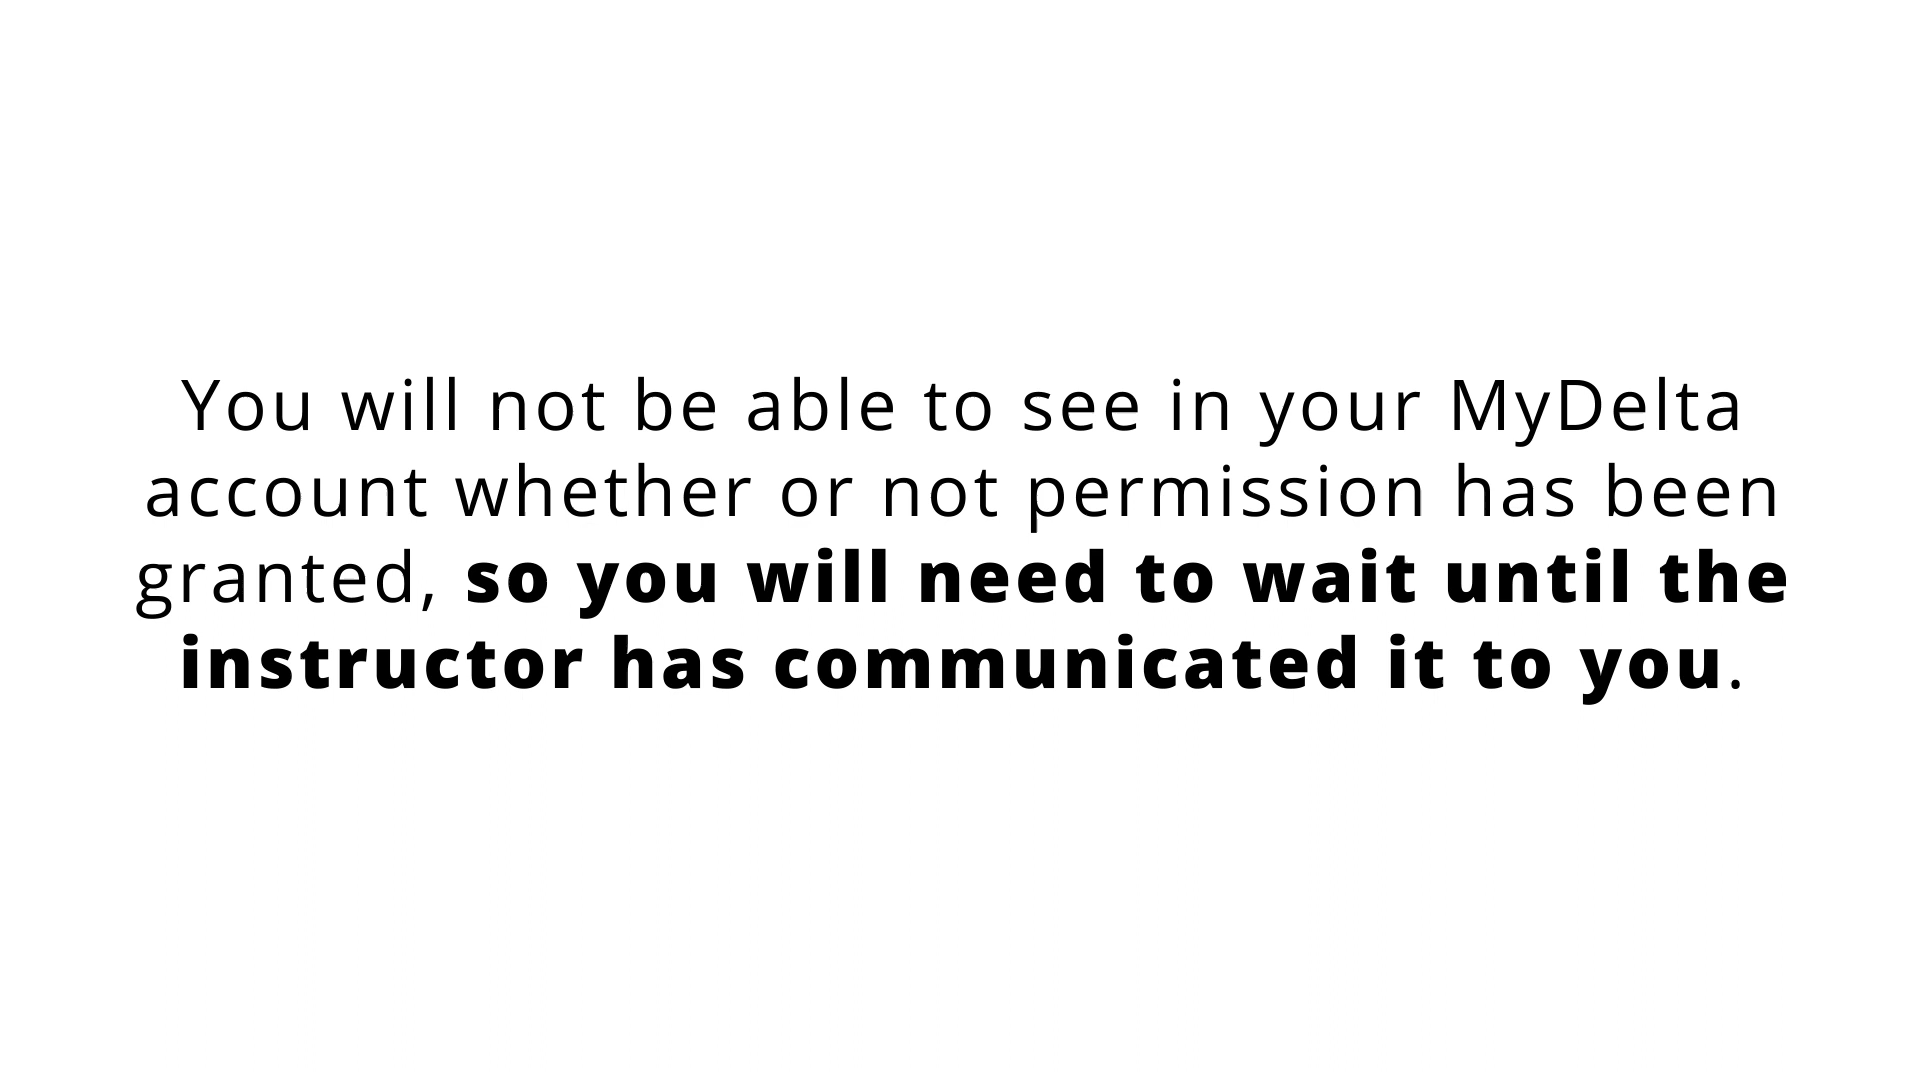 You will not be able to see in your MyDelta
account whether or not permission has been
granted, so you will need to wait until the
instructor has communicated it to you.